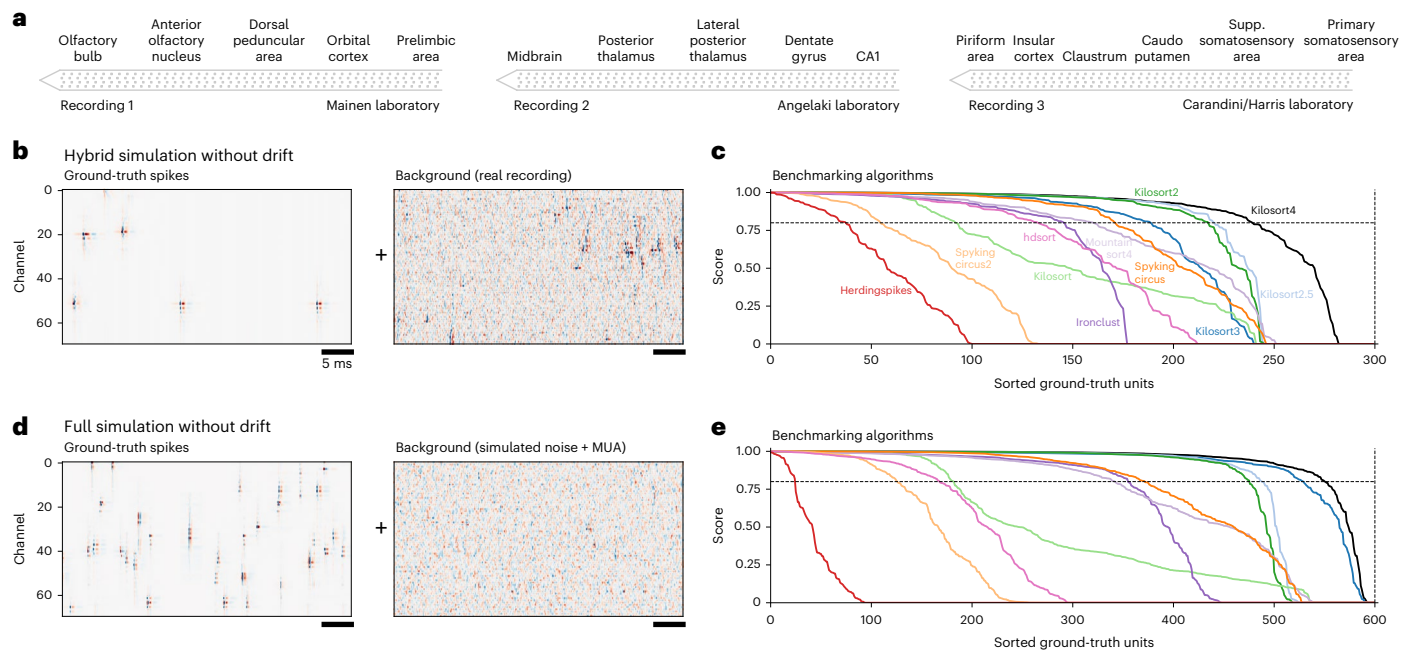 a
Olfactory
bulb
Anterior
olfactory
nucleus
Dorsal
peduncular
area
Orbital
cortex
Prelimbic
area
Recording 1
Mainen laboratory
Midbrain
Posterior
thalamus
Lateral
posterior
thalamus
Dentate
gyrus
CA1
Recording 2
Angelaki laboratory
Piriform
area
Insular
cortex
Claustrum
Caudo
putamen
Supp.
somatosensory
area
Primary
somatosensory
area
Recording 3
Carandini/Harris laboratory
b
Hybrid simulation without drift
Ground-truth spikes
Channel
0
20
40
60
5 ms
+
Background (real recording)
c
Benchmarking algorithms
Score
1.00
0.75
0.50
0.25
0
Kilosort2
Kilosort4
hdsort
Mountain
sort4
Spyking
circus2
Kilosort
Spyking
circus
Herdingspikes
Kilosort2.5
Ironclust
Kilosort3
0
50
100
150
200
250
300
Sorted ground-truth units
d
Full simulation without drift
Ground-truth spikes
Channel
0
20
40
60
+
Background (simulated noise + MUA)
e
Benchmarking algorithms
Score
1.00
0.75
0.50
0.25
0
0
100
200
300
400
500
600
Sorted ground-truth units